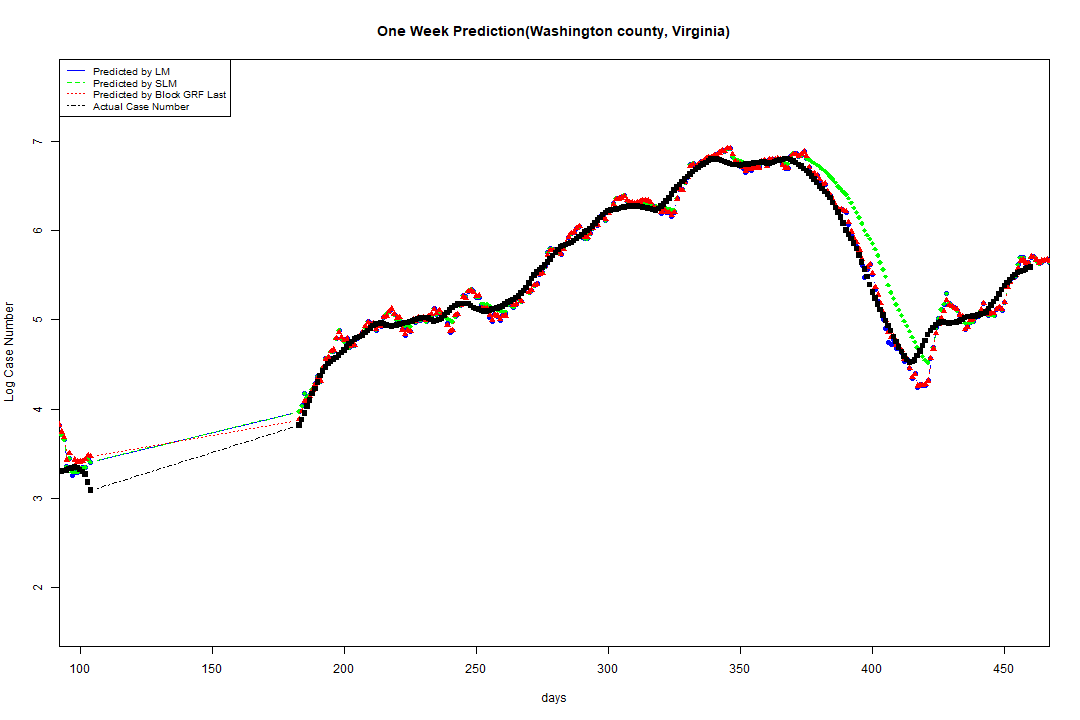 One Week Prediction(Washington county, Virginia)
Predicted by LM
Predicted by SLM
Predicted by Block GRF Last
Actual Case Number
7
6
5
4
3
2
Log Case Number
100 150 200 250 300 350 400 450
days